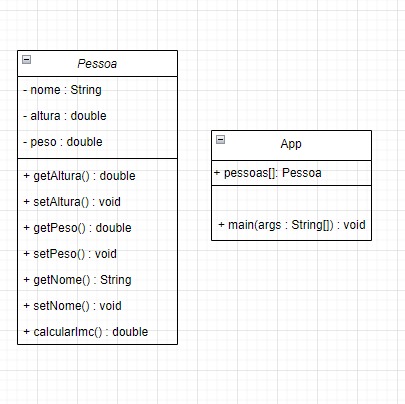 Pessoa
- nome : String
- altura : double
- peso : double
+ getAltura() : double
+ setAltura() : void
+ getPeso() : double
+ setPeso() : void
+ getNome() : String
+ setNome() : void
+ calcularImc() : double
App
+ pessoas[]: Pessoa
+ main(args : String[]) : void